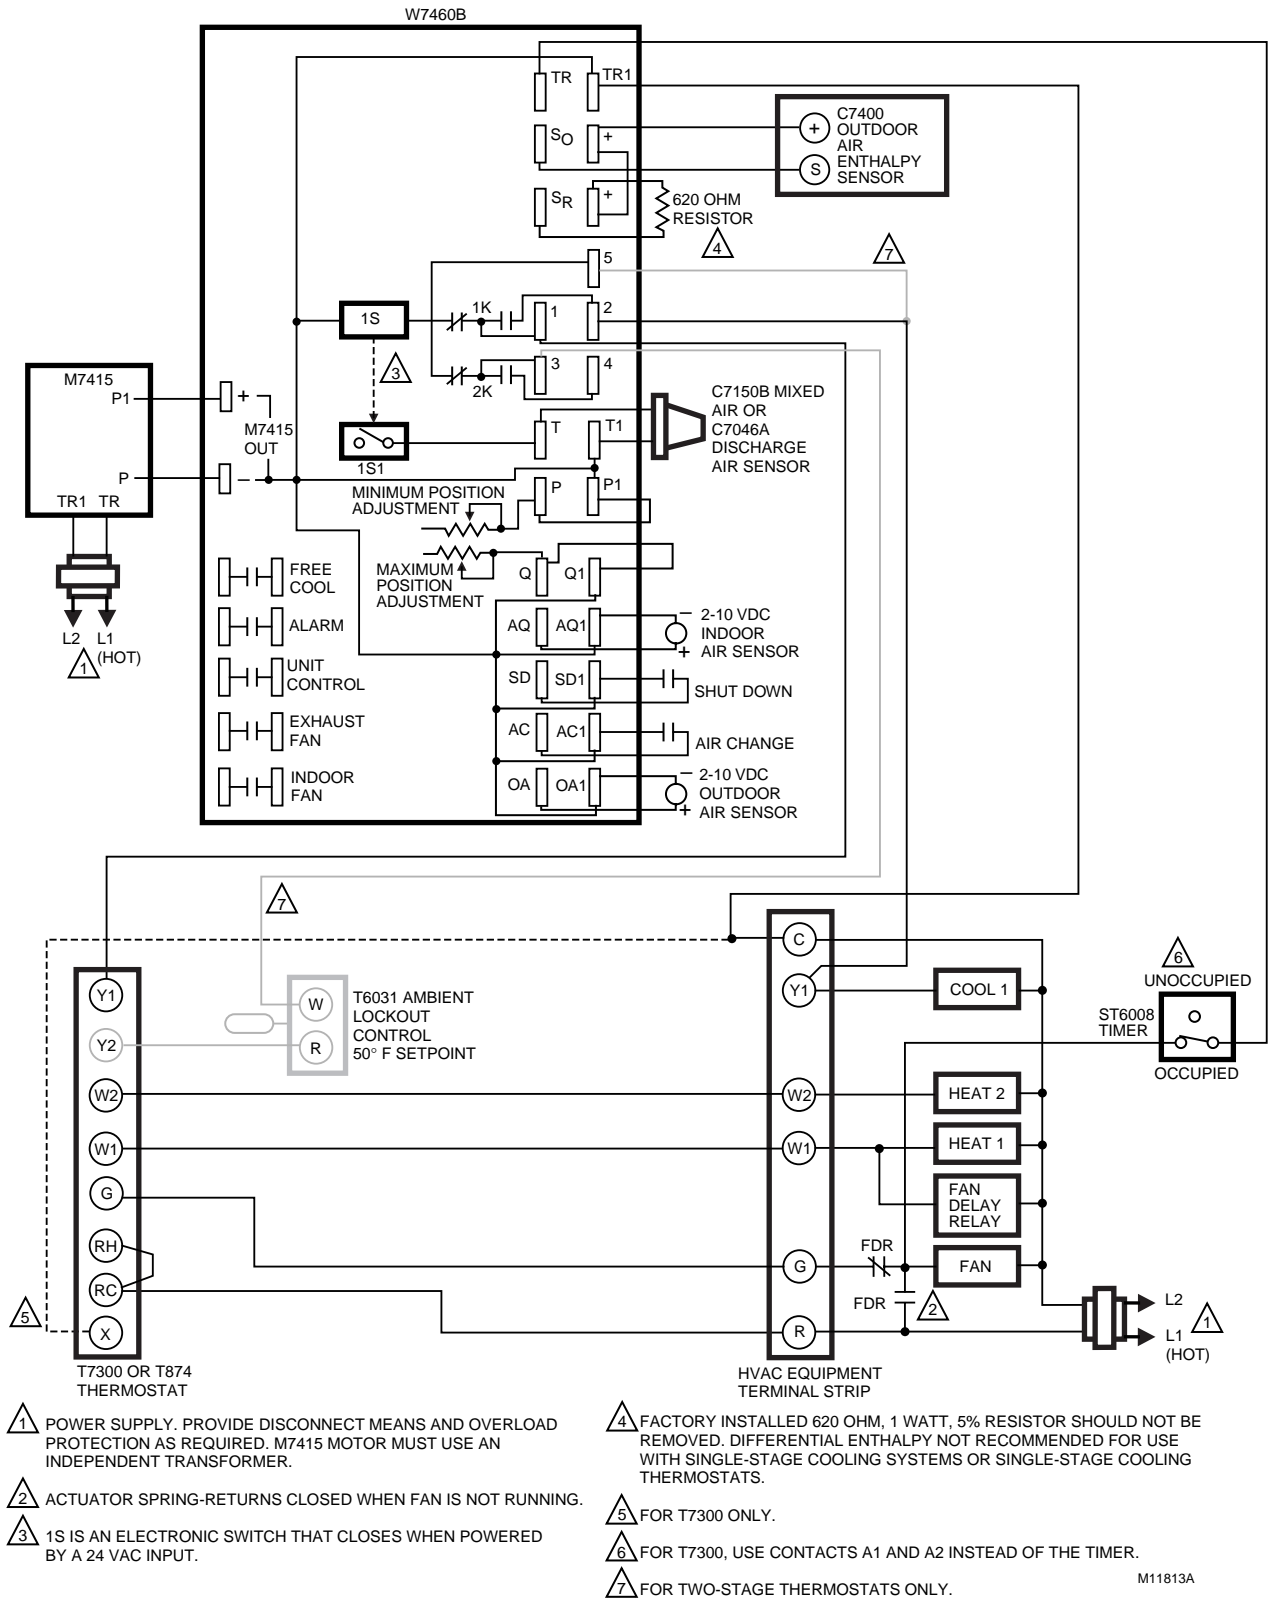 W7460B
TR
TR1
C7400
OUTDOOR
AIR
ENTHALPY
SENSOR
+
S
SO
+
SR
+
620 OHM
RESISTOR
4
7
5
1K
1S
1
2
3
2K
3
4
M7415
P1
P
TR1 TR
+
M7415
OUT
–
1S1
T
T1
C7150B MIXED
AIR OR
C7046A
DISCHARGE
AIR SENSOR
MINIMUM POSITION
ADJUSTMENT
P
P1
MAXIMUM
POSITION
ADJUSTMENT
Q
Q1
L2 L1
(HOT)
1
FREE
COOL
ALARM
UNIT
CONTROL
EXHAUST
FAN
INDOOR
FAN
AQ
AQ1
– 2-10 VDC
INDOOR
+ AIR SENSOR
SD
SD1
SHUT DOWN
AC
AC1
AIR CHANGE
OA
OA1
– 2-10 VDC
OUTDOOR
+ AIR SENSOR
7
C
Y1
Y1
COOL 1
6
UNOCCUPIED
ST6008
TIMER
OCCUPIED
W
T6031 AMBIENT
LOCKOUT
CONTROL
50° F SETPOINT
R
Y2
W2
W2
HEAT 2
W1
W1
HEAT 1
FAN
DELAY
RELAY
G
G
FDR
FAN
FDR
2
RH
RC
X
5
R
L2
L1
(HOT)
1
T7300 OR T874
THERMOSTAT
HVAC EQUIPMENT
TERMINAL STRIP
1 POWER SUPPLY. PROVIDE DISCONNECT MEANS AND OVERLOAD
PROTECTION AS REQUIRED. M7415 MOTOR MUST USE AN
INDEPENDENT TRANSFORMER.
2 ACTUATOR SPRING-RETURNS CLOSED WHEN FAN IS NOT RUNNING.
3 1S IS AN ELECTRONIC SWITCH THAT CLOSES WHEN POWERED
BY A 24 VAC INPUT.
4 FACTORY INSTALLED 620 OHM, 1 WATT, 5% RESISTOR SHOULD NOT BE
REMOVED. DIFFERENTIAL ENTHALPY NOT RECOMMENDED FOR USE
WITH SINGLE-STAGE COOLING SYSTEMS OR SINGLE-STAGE COOLING
THERMOSTATS.
5 FOR T7300 ONLY.
6 FOR T7300, USE CONTACTS A1 AND A2 INSTEAD OF THE TIMER.
7 FOR TWO-STAGE THERMOSTATS ONLY.
M11813A